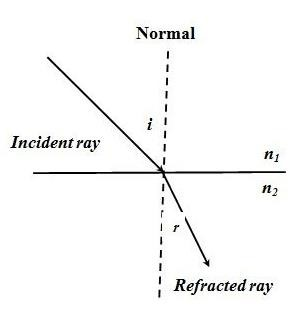 Normal
i
Incident ray
n1
n2
r
Refracted ray